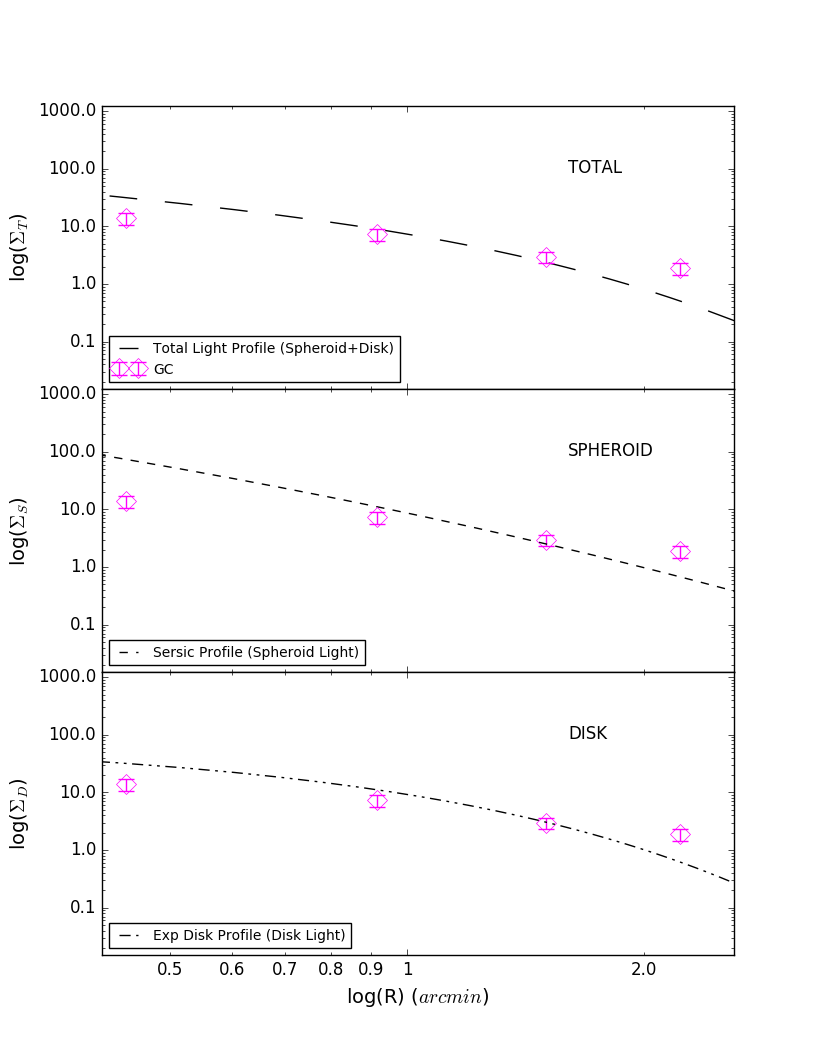 1000.0
100.0
10.0
1.0
0.1
log(Σ_T)
TOTAL
Total Light Profile (Spheroid+Disk)
GC
1000.0
100.0
10.0
1.0
0.1
log(Σ_S)
SPHEROID
Sersic Profile (Spheroid Light)
1000.0
100.0
10.0
1.0
0.1
log(Σ_D)
DISK
Exp Disk Profile (Disk Light)
0.5 0.6 0.7 0.8 0.9 1 2.0
log(R) (arcmin)